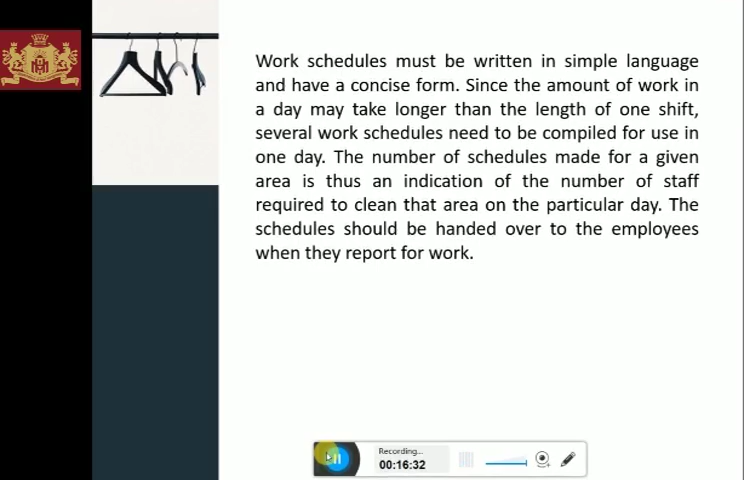 Work schedules must be written in simple language
and have a concise form. Since the amount of work in
a day may take longer than the length of one shift,
several work schedules need to be compiled for use in
one day. The number of schedules made for a given
area is thus an indication of the number of staff
required to clean that area on the particular day. The
schedules should be handed over to the employees
when they report for work.
Recording...
00:16:32